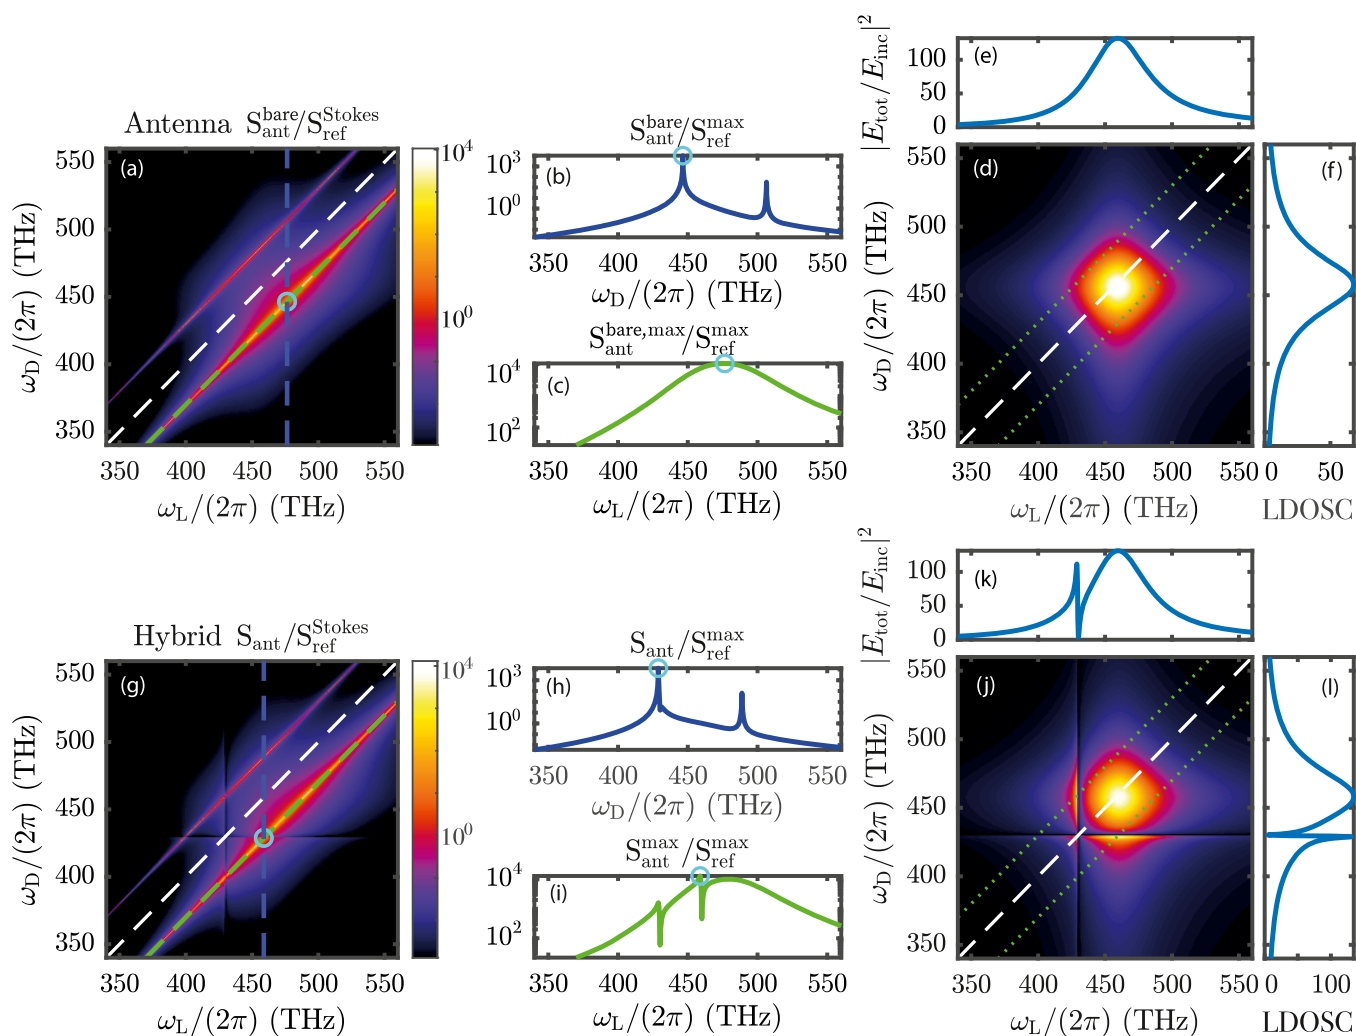 Antenna S_ant^bare/S_ref^Stokes
(a)
ω_D/(2π) (THz)
550
500
450
400
350
10^4
10^0
350 400 450 500 550
ω_L/(2π) (THz)
S_ant^bare/S_ref^max
(b)
10^3
10^0
350 400 450 500 550
ω_D/(2π) (THz)
S_ant^bare,max/S_ref^max
(c)
10^4
10^2
350 400 450 500 550
ω_L/(2π) (THz)
|E_tot/E_inc|^2
(e)
100
50
0
(d)
ω_D/(2π) (THz)
550
500
450
400
350
350 400 450 500 550
ω_L/(2π) (THz)
(f)
0 50
LDOSC
Hybrid S_ant/S_ref^Stokes
(g)
ω_D/(2π) (THz)
550
500
450
400
350
10^4
10^0
350 400 450 500 550
ω_L/(2π) (THz)
S_ant/S_ref^max
(h)
10^3
10^0
350 400 450 500 550
ω_D/(2π) (THz)
S_ant^max/S_ref^max
(i)
10^4
10^2
350 400 450 500 550
ω_L/(2π) (THz)
|E_tot/E_inc|^2
(k)
100
50
0
(j)
ω_D/(2π) (THz)
550
500
450
400
350
350 400 450 500 550
ω_L/(2π) (THz)
(l)
0 100
LDOSC